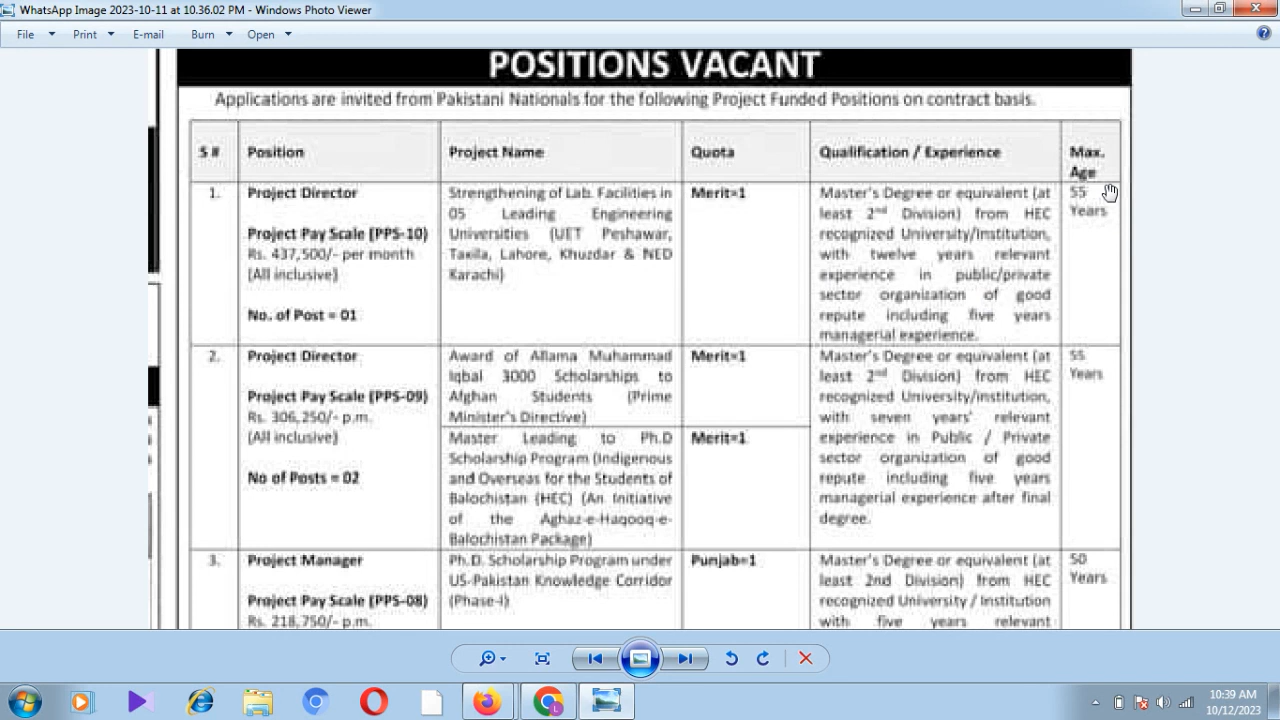 WhatsApp Image 2023-10-11 at 10.36.02 PM - Windows Photo Viewer
File Print E-mail Burn Open
POSITIONS VACANT
Applications are invited from Pakistani Nationals for the following Project Funded Positions on contract basis.
S # Position Project Name Quota Qualification / Experience Max. Age
1.
Project Director
Project Pay Scale (PPS-10)
Rs. 437,500/- per month
(All inclusive)
No. of Post = 01
Strengthening of Lab. Facilities in
05 Leading Engineering
Universities (UET Peshawar,
Taxila, Lahore, Khuzdar & NED
Karachi)
Merit=1
Master's Degree or equivalent (at
least 2nd Division) from HEC
recognized University/Institution,
with twelve years relevant
experience in public/private
sector organization of good
repute including five years
managerial experience.
55
Years
2.
Project Director
Project Pay Scale (PPS-09)
Rs. 306,250/- p.m.
(All inclusive)
No of Posts = 02
Award of Allama Muhammad
Iqbal 3000 Scholarships to
Afghan Students (Prime
Minister's Directive)
Merit=1
Master Leading to Ph.D
Scholarship Program (Indigenous
and Overseas for the Students of
Balochistan (HEC) (An Initiative
of the Aghaz-e-Haqooq-e-
Balochistan Package)
Merit=1
Master's Degree or equivalent (at
least 2nd Division) from HEC
recognized University/institution,
with seven years' relevant
experience in Public / Private
sector organization of good
repute including five years
managerial experience after final
degree.
55
Years
3.
Project Manager
Project Pay Scale (PPS-08)
Rs. 218,750/- p.m.
Ph.D. Scholarship Program under
US-Pakistan Knowledge Corridor
(Phase-I)
Punjab=1
Master's Degree or equivalent (at
least 2nd Division) from HEC
recognized University / Institution
with five years relevant
50
Years
10:39 AM
10/12/2023